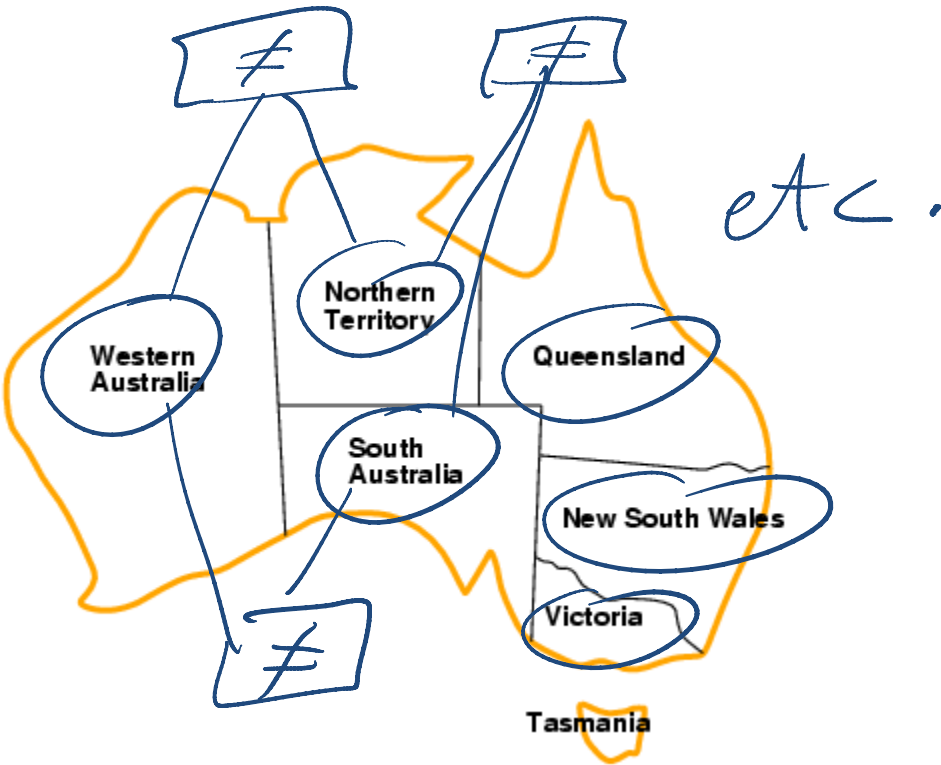 ≠
≠
etc.
Northern
Territory
Western
Australia
Queensland
South
Australia
New South Wales
Victoria
≠
Tasmania